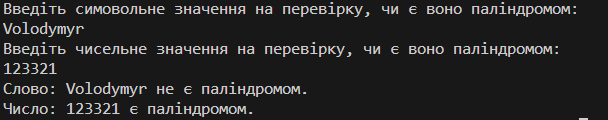 Введіть симовольне значення на перевірку, чи є воно паліндромом:
Volodymyr
Введіть чисельне значення на перевірку, чи є воно паліндромом:
123321
Слово: Volodymyr не є паліндромом.
Число: 123321 є паліндромом.